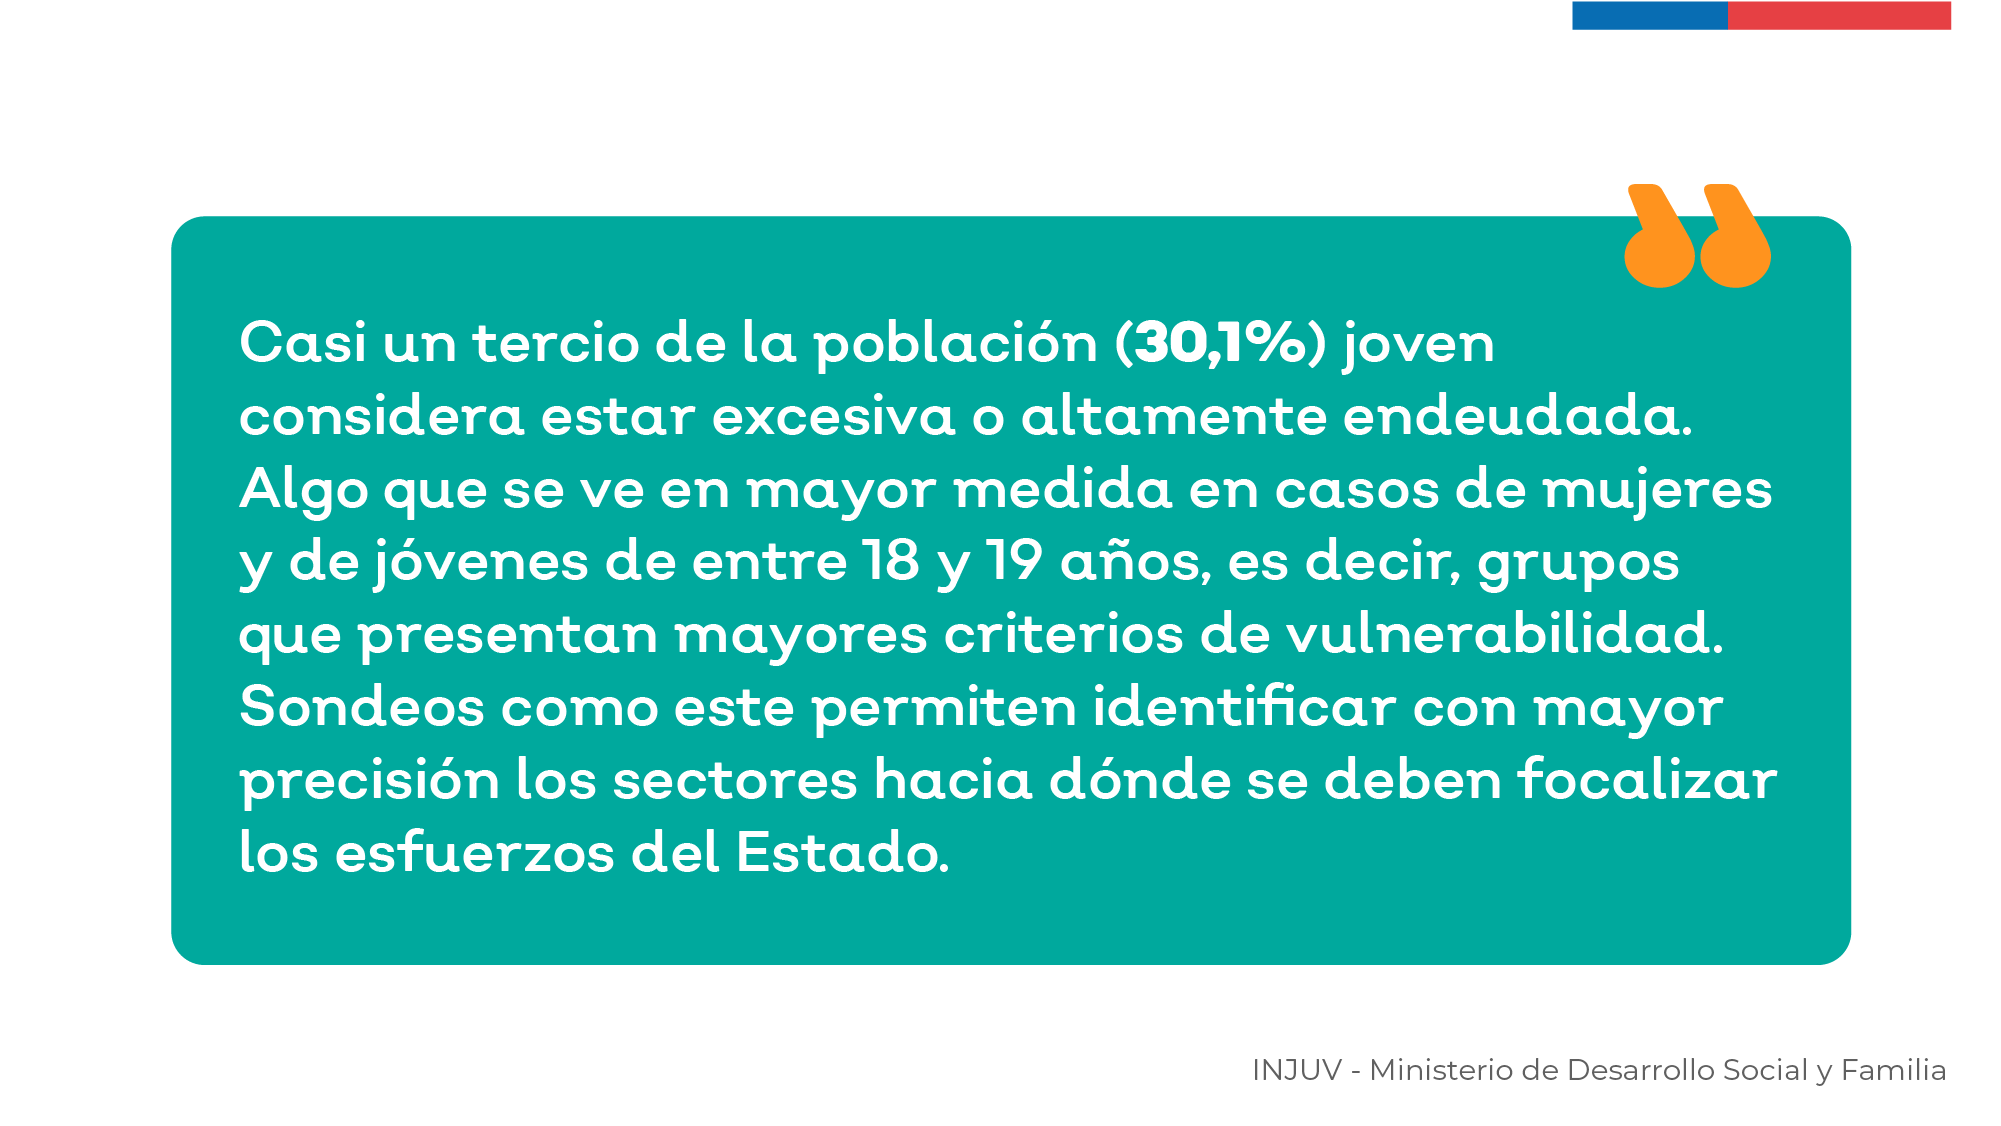 Casi un tercio de la población (30,1%) joven
considera estar excesiva o altamente endeudada.
Algo que se ve en mayor medida en casos de mujeres
y de jóvenes de entre 18 y 19 años, es decir, grupos
que presentan mayores criterios de vulnerabilidad.
Sondeos como este permiten identificar con mayor
precisión los sectores hacia dónde se deben focalizar
los esfuerzos del Estado.
INJUV - Ministerio de Desarrollo Social y Familia